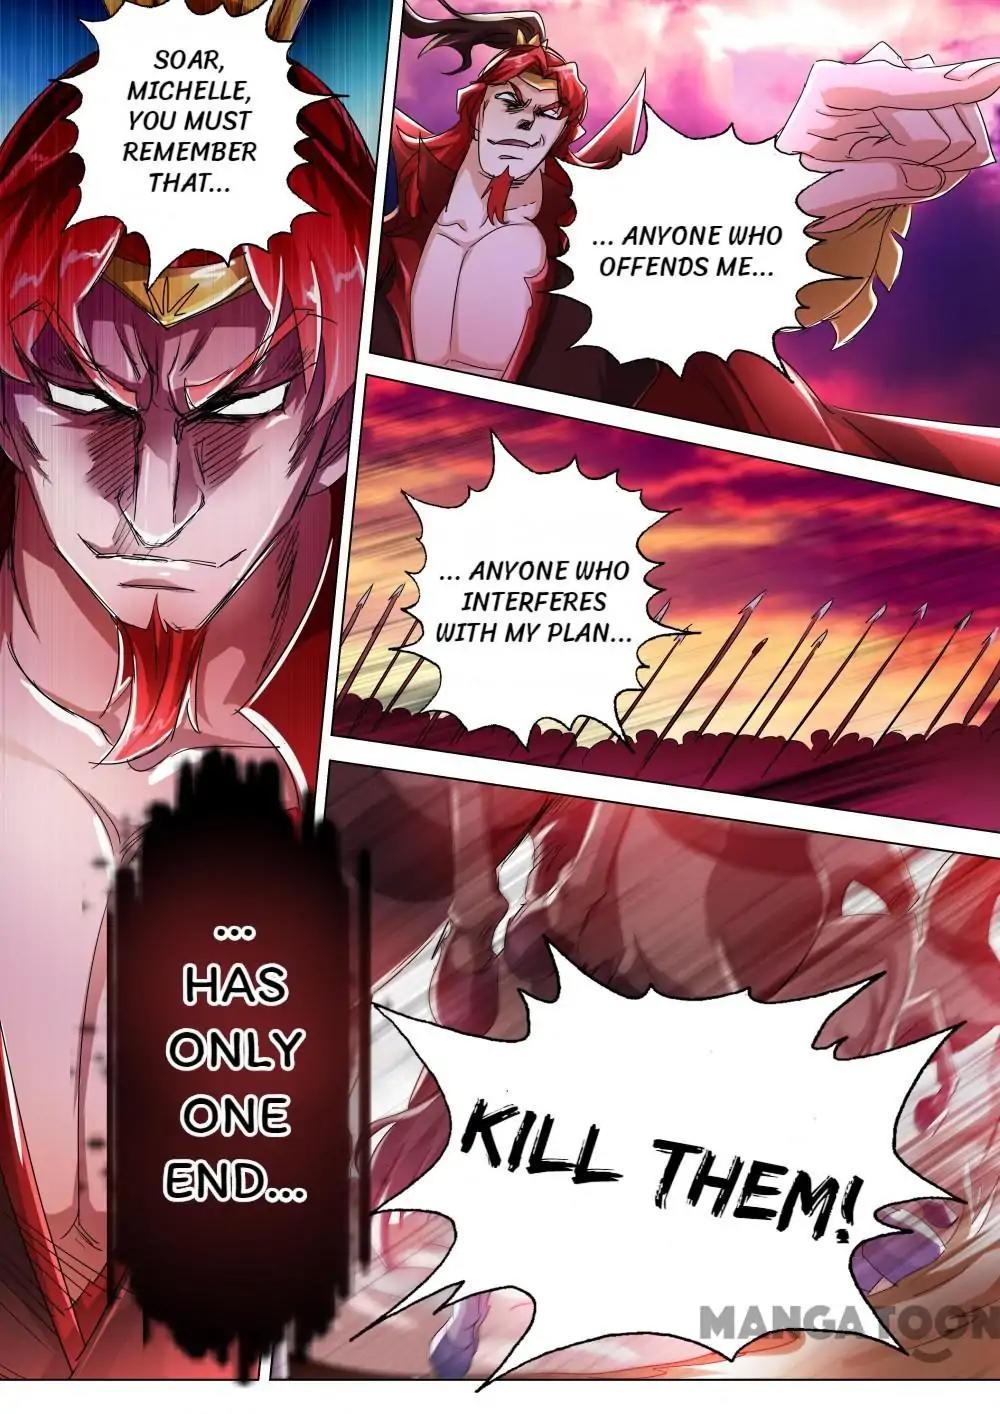 SOAR,
MICHELLE,
YOU MUST
REMEMBER
THAT...
... ANYONE WHO
OFFENDS ME...
... ANYONE WHO
INTERFERES
WITH MY PLAN...
...
HAS
ONLY
ONE
END...
KILL THEM!
MANGATOON